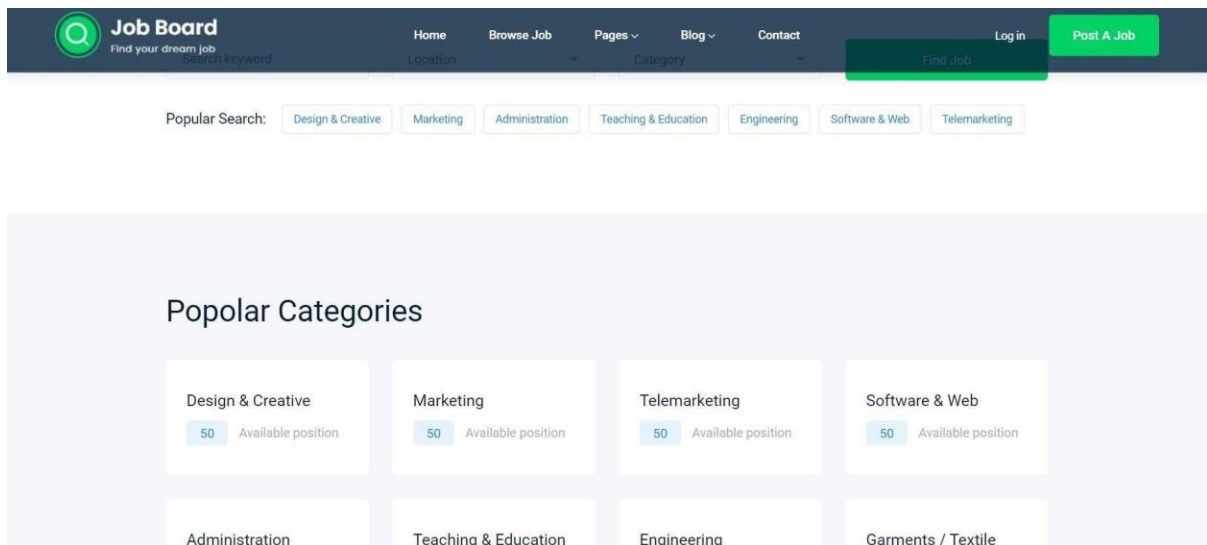 Job Board
Find your dream job
Home Browse Job Pages Blog Contact
Log in
Post A Job
Search keyword Location Category Find Job
Popular Search: Design & Creative Marketing Administration Teaching & Education Engineering Software & Web Telemarketing
Popolar Categories
Design & Creative Marketing Telemarketing Software & Web
50 Available position 50 Available position 50 Available position 50 Available position
Administration Teaching & Education Engineering Garments / Textile